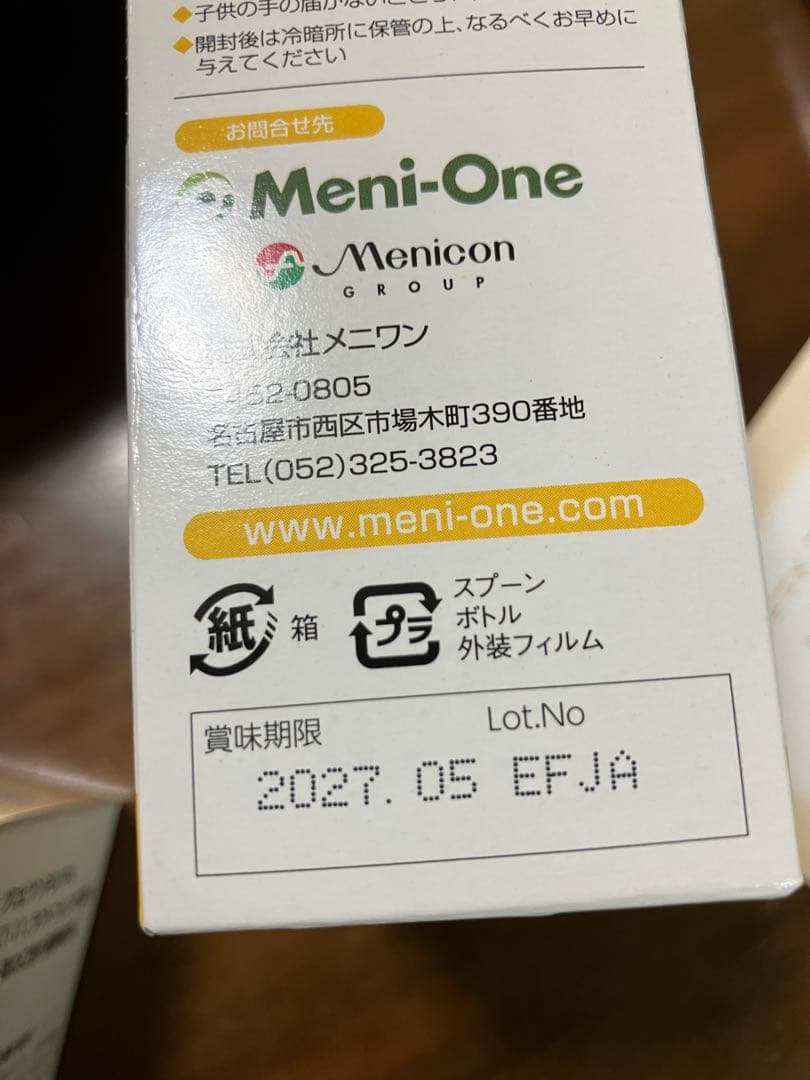 ◆子供の手の届かないところ
◆開封後は冷暗所に保管の上、なるべくお早めに
与えてください
お問合せ先
Meni-One
Menicon
GROUP
会社メニワン
452-0805
名古屋市西区市場木町390番地
TEL(052)325-3823
www.meni-one.com
紙 箱
プラ スプーン
ボトル
外装フィルム
賞味期限 Lot.No
2027.05 EFJA